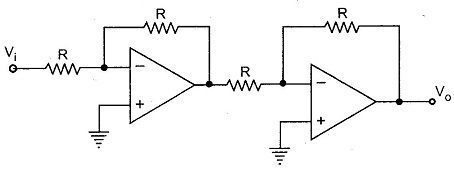 R R
Vi R R Vo
− −
+ +